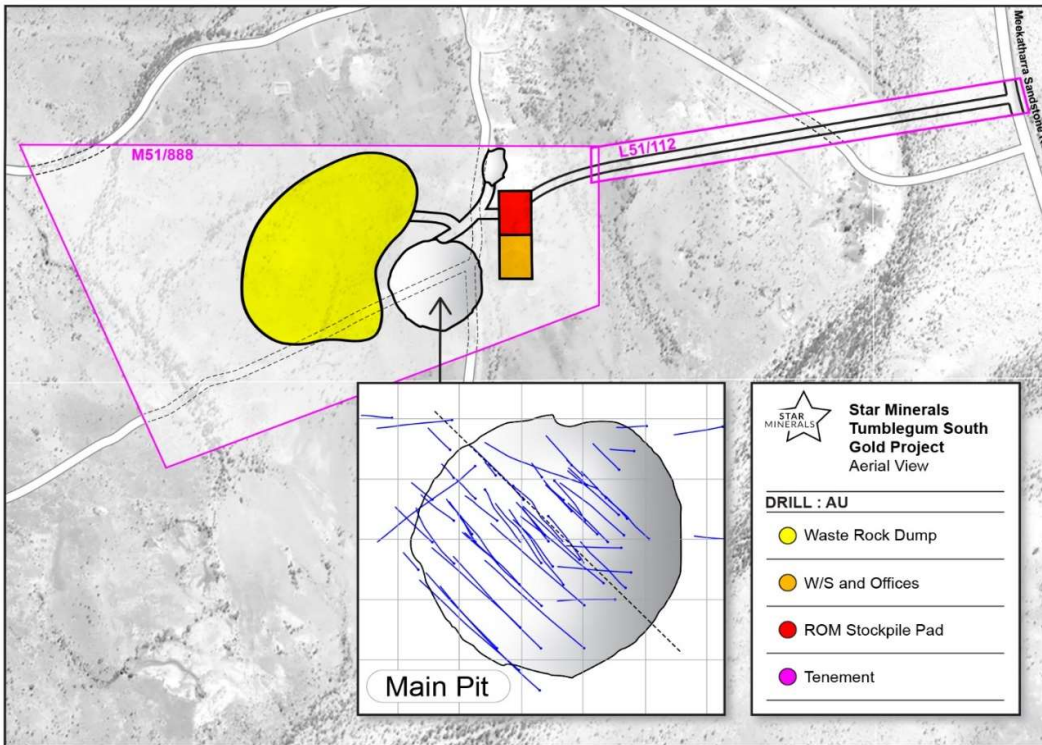 Meekatharra Sandstone
M51/888
L51/112
Main Pit
STAR
MINERALS
Star Minerals
Tumblegum South
Gold Project
Aerial View
DRILL : AU
Waste Rock Dump
W/S and Offices
ROM Stockpile Pad
Tenement